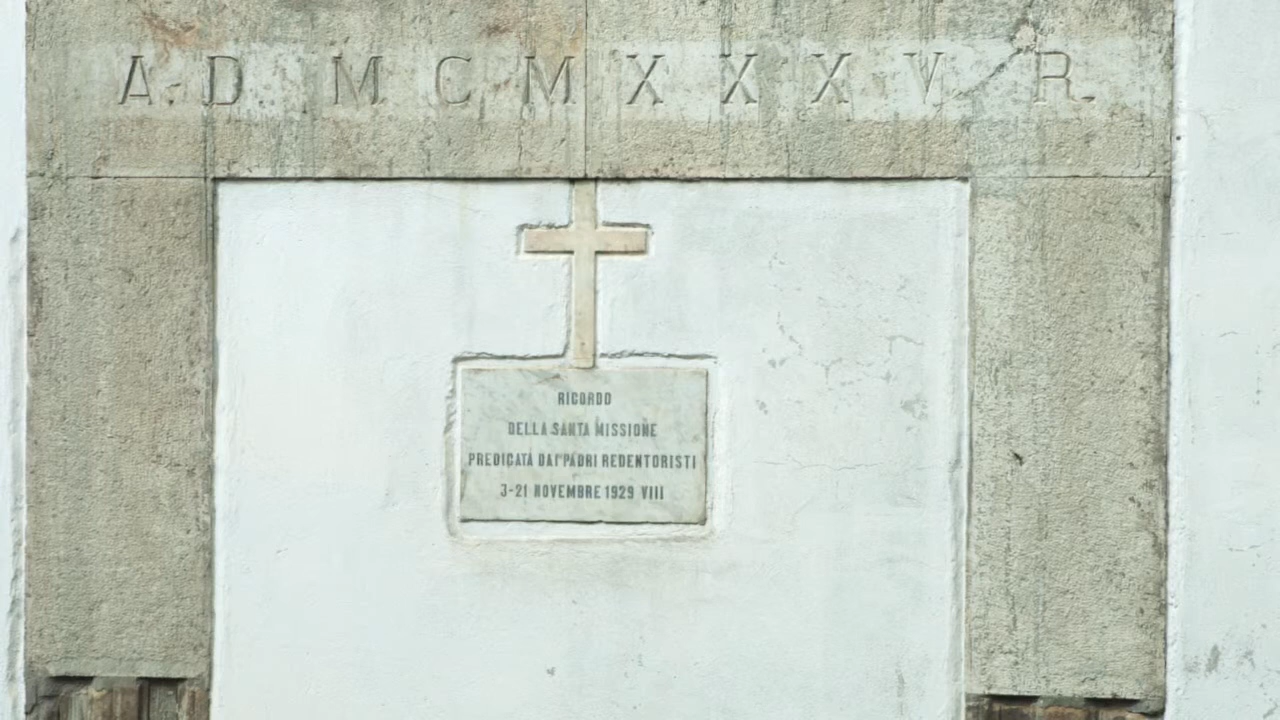 A. D MCMXXXV R.
RICORDO
DELLA SANTA MISSIONE
PREDICATA DAI PADRI REDENTORISTI
3-21 NOVEMBRE 1929 VIII